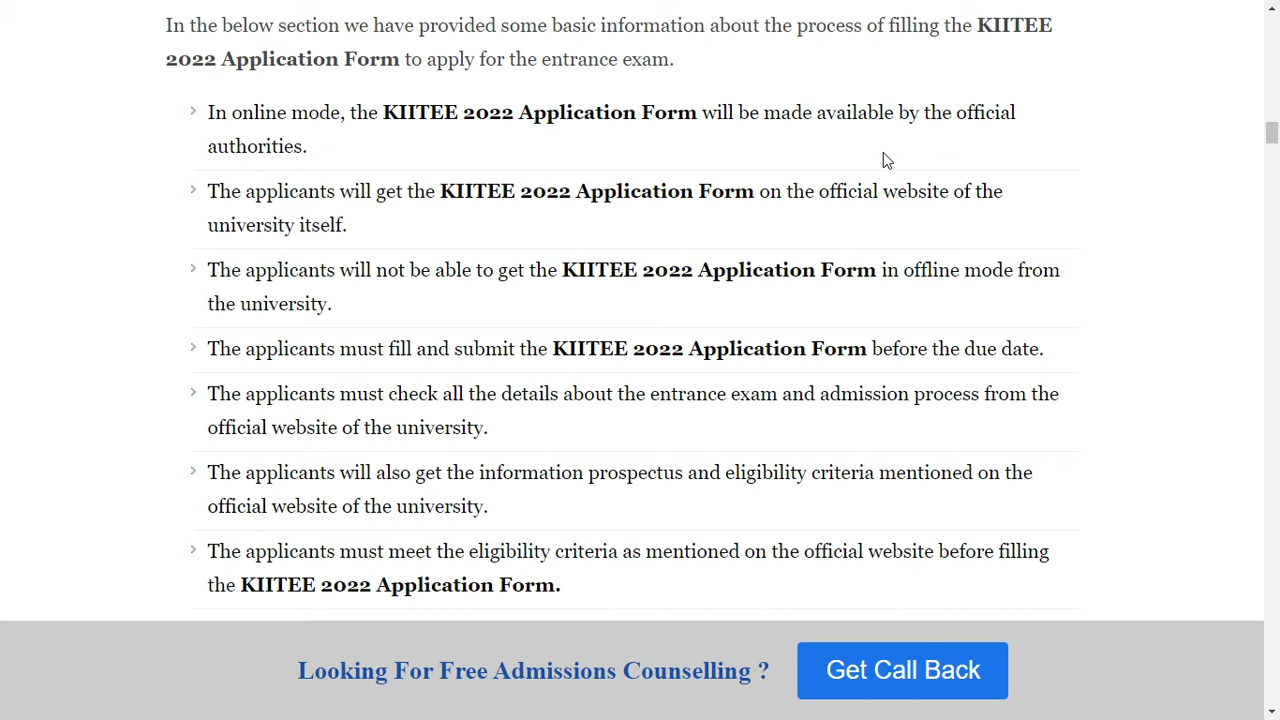 In the below section we have provided some basic information about the process of filling the KIITEE
2022 Application Form to apply for the entrance exam.
In online mode, the KIITEE 2022 Application Form will be made available by the official
authorities.
The applicants will get the KIITEE 2022 Application Form on the official website of the
university itself.
The applicants will not be able to get the KIITEE 2022 Application Form in offline mode from
the university.
The applicants must fill and submit the KIITEE 2022 Application Form before the due date.
The applicants must check all the details about the entrance exam and admission process from the
official website of the university.
The applicants will also get the information prospectus and eligibility criteria mentioned on the
official website of the university.
The applicants must meet the eligibility criteria as mentioned on the official website before filling
the KIITEE 2022 Application Form.
Looking For Free Admissions Counselling ?
Get Call Back